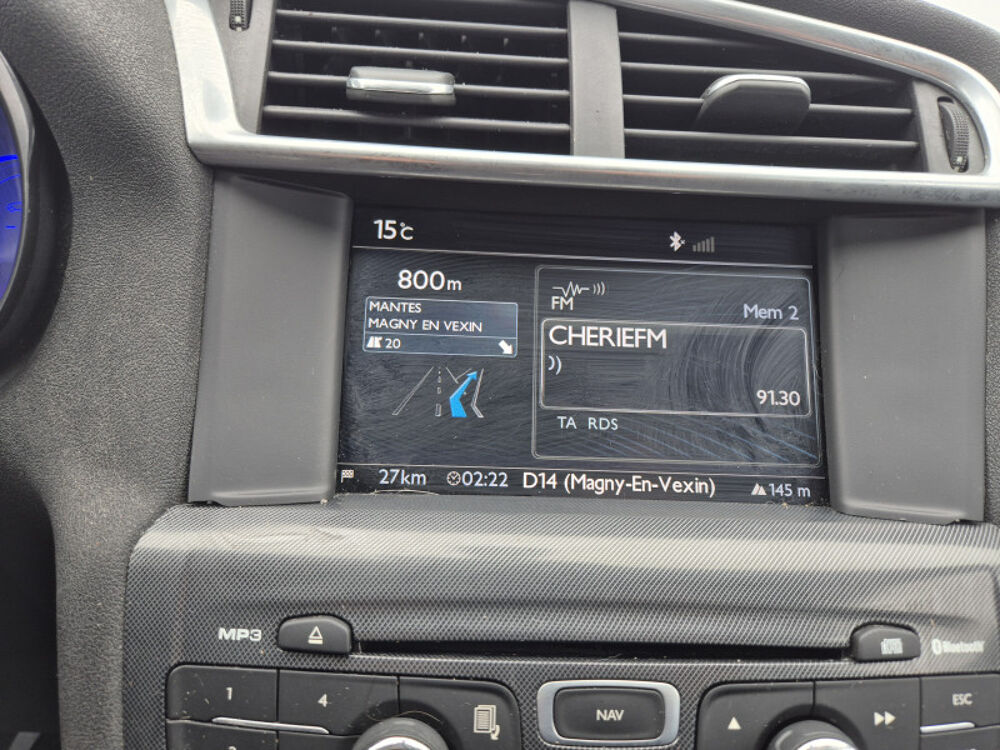 15°C
800m
MANTES
MAGNY EN VEXIN
20
FM
Mem 2
CHERIEFM
91.30
TA RDS
27km 02:22 D14 (Magny-En-Vexin) 145 m
MP3
Bluetooth
1
4
NAV
ESC